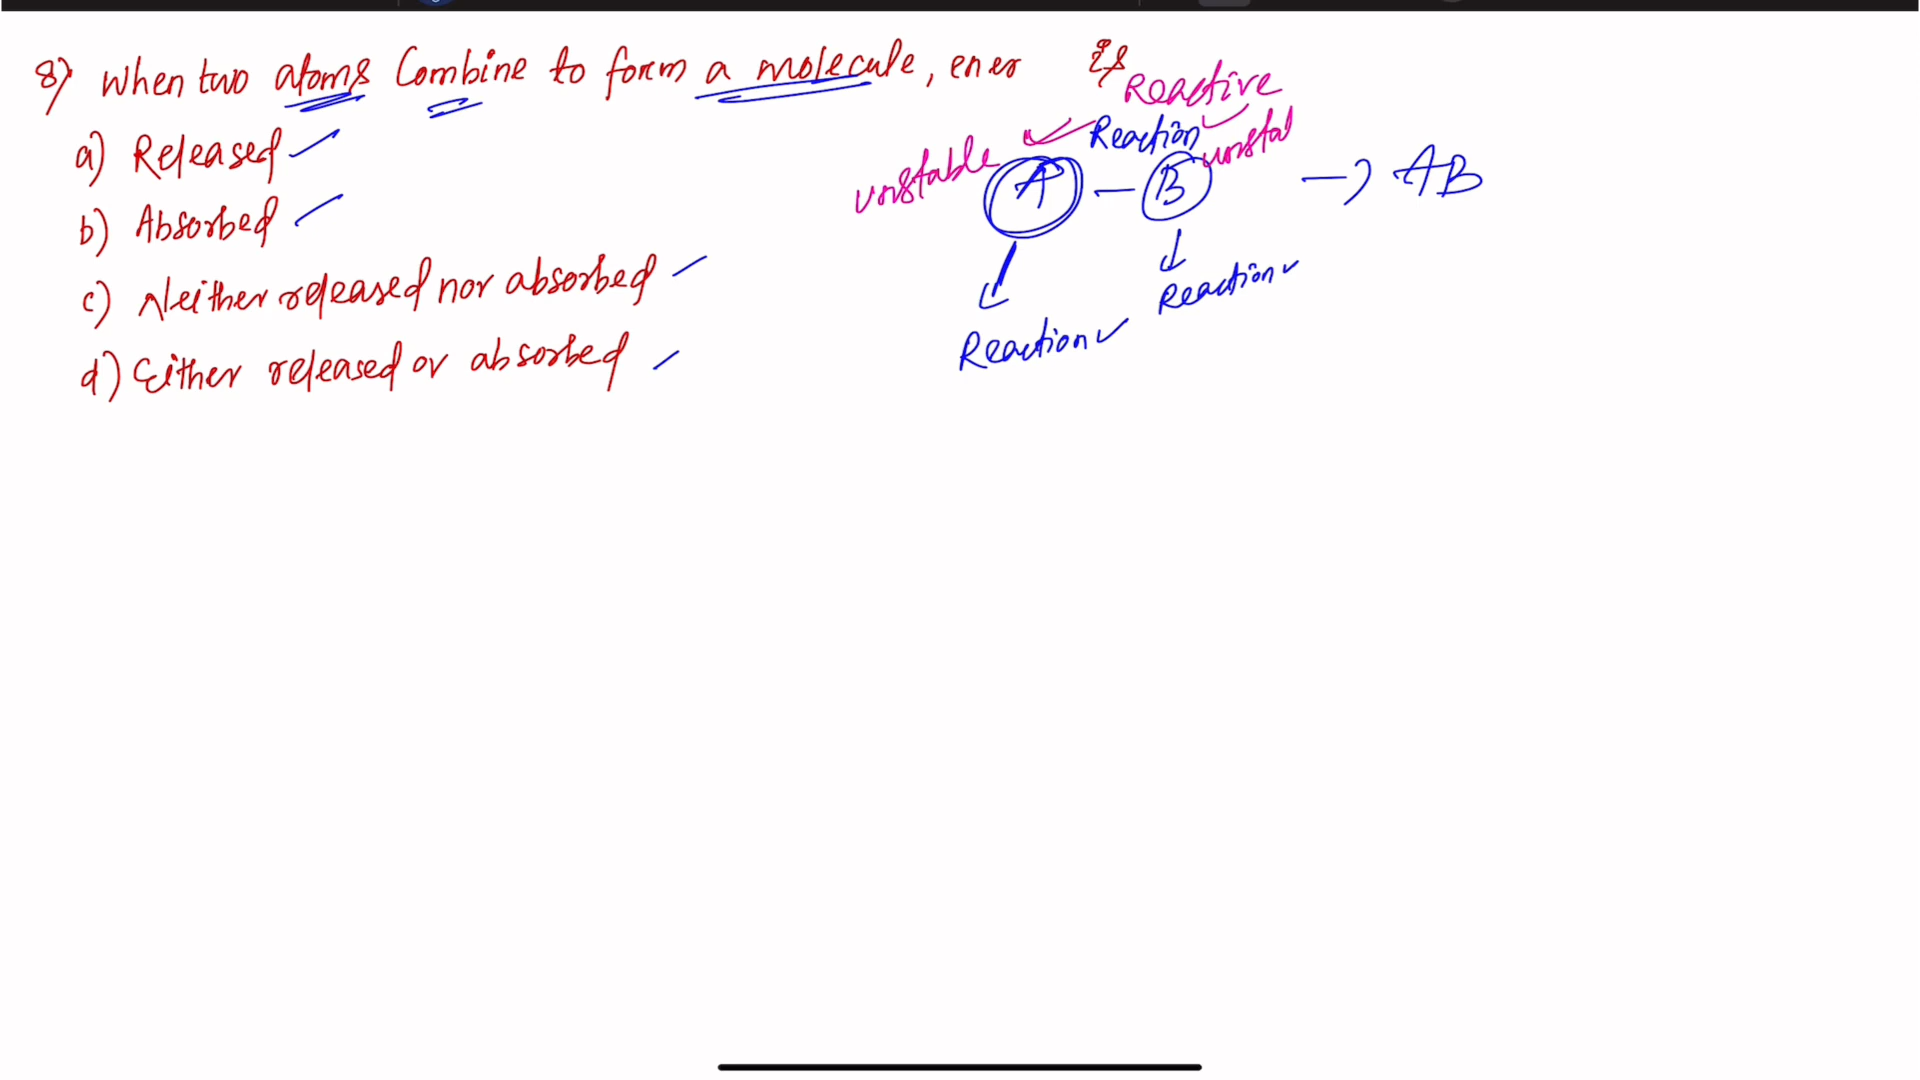 8) When two atoms Combine to form a molecule, ener is
a) Released
b) Absorbed
c) Neither released nor absorbed
d) Either released or absorbed
Reactive
Reaction
unstable
unstal
A - B → AB
Reaction
Reaction